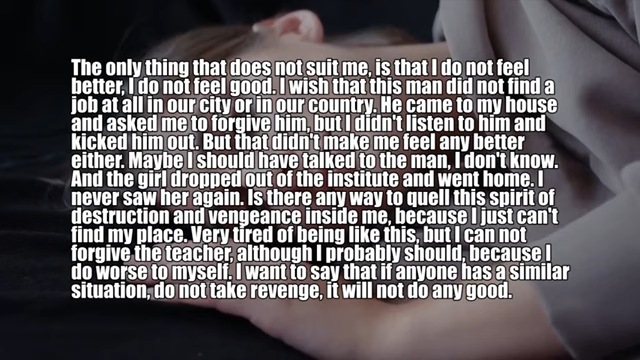 The only thing that does not suit me, is that I do not feel
better, I do not feel good. I wish that this man did not find a
job at all in our city or in our country. He came to my house
and asked me to forgive him, but I didn't listen to him and
kicked him out. But that didn't make me feel any better
either. Maybe I should have talked to the man, I don't know.
And the girl dropped out of the institute and went home. I
never saw her again. Is there any way to quell this spirit of
destruction and vengeance inside me, because I just can't
find my place. Very tired of being like this, but I can not
forgive the teacher, although I probably should, because I
do worse to myself. I want to say that if anyone has a similar
situation, do not take revenge, it will not do any good.